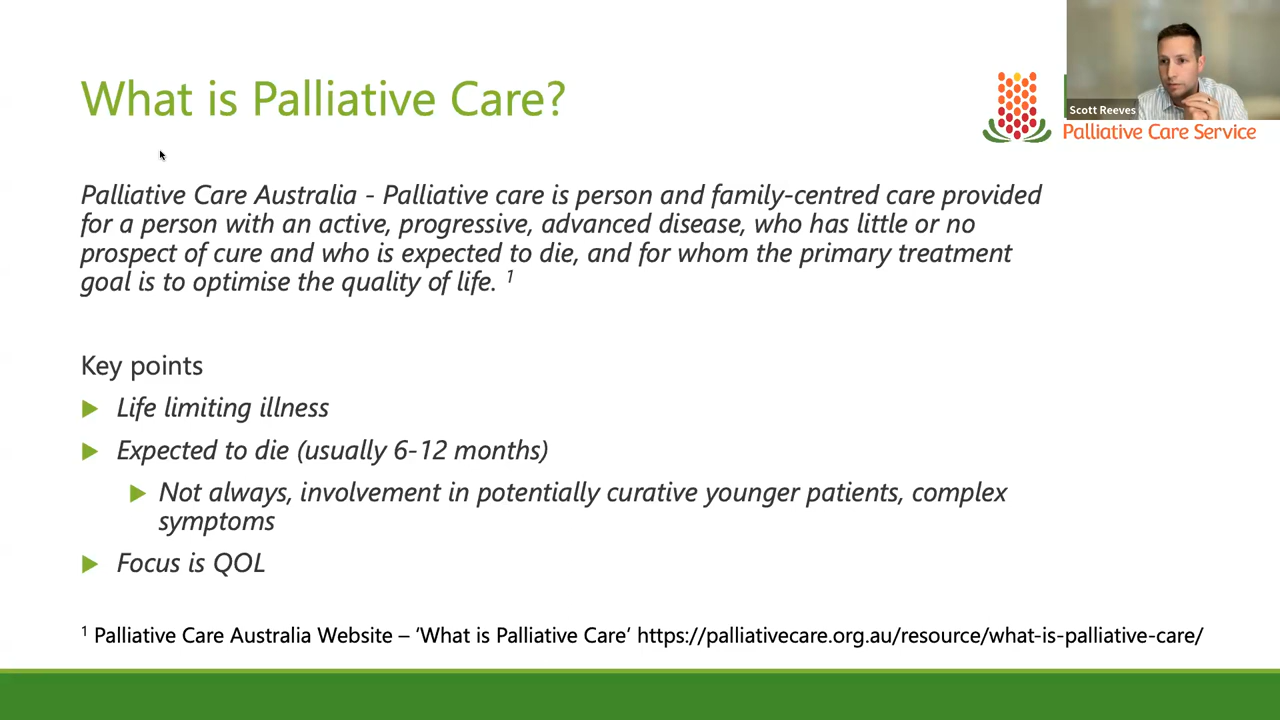 What is Palliative Care?
Scott Reeves
Palliative Care Service
Palliative Care Australia - Palliative care is person and family-centred care provided
for a person with an active, progressive, advanced disease, who has little or no
prospect of cure and who is expected to die, and for whom the primary treatment
goal is to optimise the quality of life. 1
Key points
Life limiting illness
Expected to die (usually 6-12 months)
Not always, involvement in potentially curative younger patients, complex
symptoms
Focus is QOL
1 Palliative Care Australia Website – ‘What is Palliative Care’ https://palliativecare.org.au/resource/what-is-palliative-care/